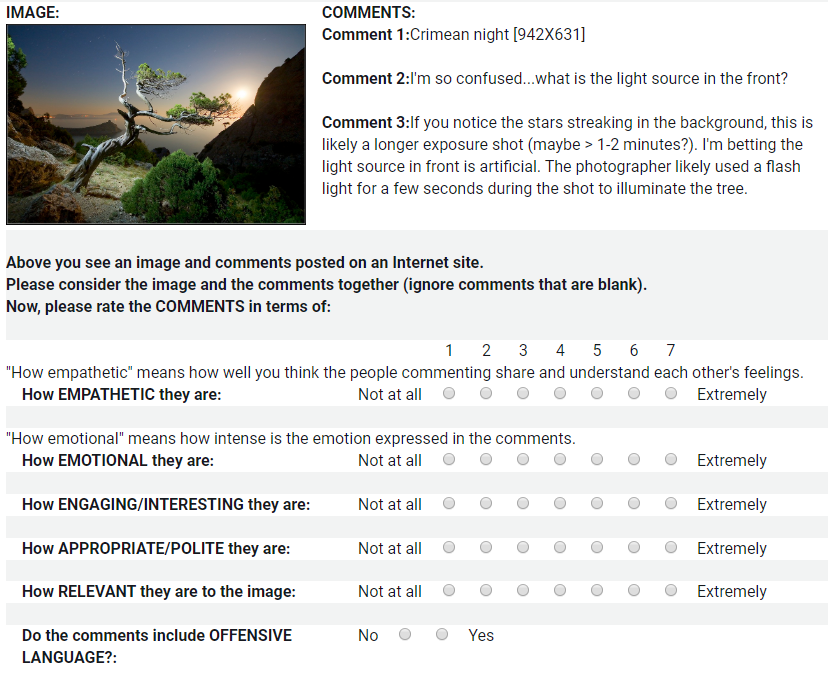 IMAGE:
COMMENTS:
Comment 1:Crimean night [942X631]
Comment 2:I'm so confused...what is the light source in the front?
Comment 3:If you notice the stars streaking in the background, this is
likely a longer exposure shot (maybe > 1-2 minutes?). I'm betting the
light source in front is artificial. The photographer likely used a flash
light for a few seconds during the shot to illuminate the tree.
Above you see an image and comments posted on an Internet site.
Please consider the image and the comments together (ignore comments that are blank).
Now, please rate the COMMENTS in terms of:
1 2 3 4 5 6 7
"How empathetic" means how well you think the people commenting share and understand each other's feelings.
How EMPATHETIC they are: Not at all Extremely
"How emotional" means how intense is the emotion expressed in the comments.
How EMOTIONAL they are: Not at all Extremely
How ENGAGING/INTERESTING they are: Not at all Extremely
How APPROPRIATE/POLITE they are: Not at all Extremely
How RELEVANT they are to the image: Not at all Extremely
Do the comments include OFFENSIVE No Yes
LANGUAGE?: